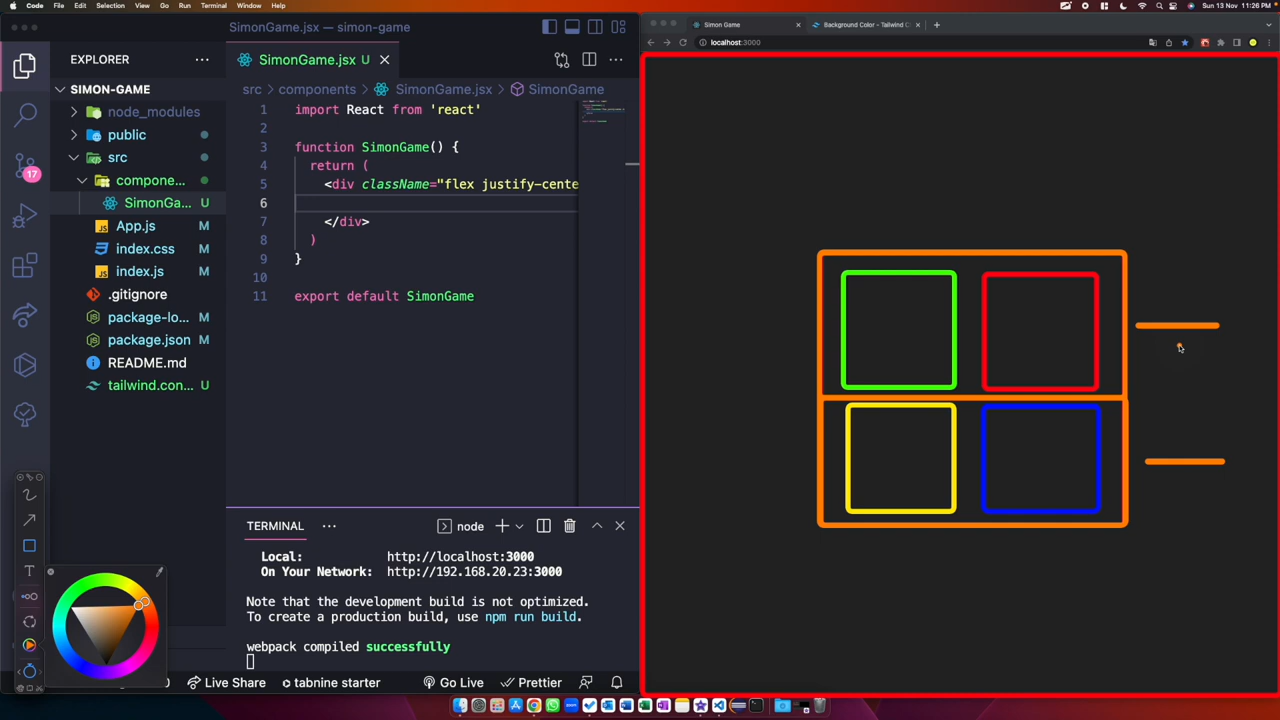 Code File Edit Selection View Go Run Terminal Window Help Sun 13 Nov 11:26 PM
SimonGame.jsx — simon-game
Simon Game
Background Color - Tailwind C
localhost:3000
EXPLORER
SimonGame.jsx U
SIMON-GAME
node_modules
public
src
compone...
SimonGa... U
App.js M
index.css M
index.js M
.gitignore
package-lo... M
package.json M
README.md M
tailwind.con... U
17
src components SimonGame.jsx SimonGame
1 import React from 'react'
2
3 function SimonGame() {
4 return (
5 <div className="flex justify-cente
6
7 </div>
8 )
9 }
10
11 export default SimonGame
TERMINAL
node
Local: http://localhost:3000
On Your Network: http://192.168.20.23:3000
Note that the development build is not optimized.
To create a production build, use npm run build.
webpack compiled successfully
T
Live Share tabnine starter Go Live Prettier